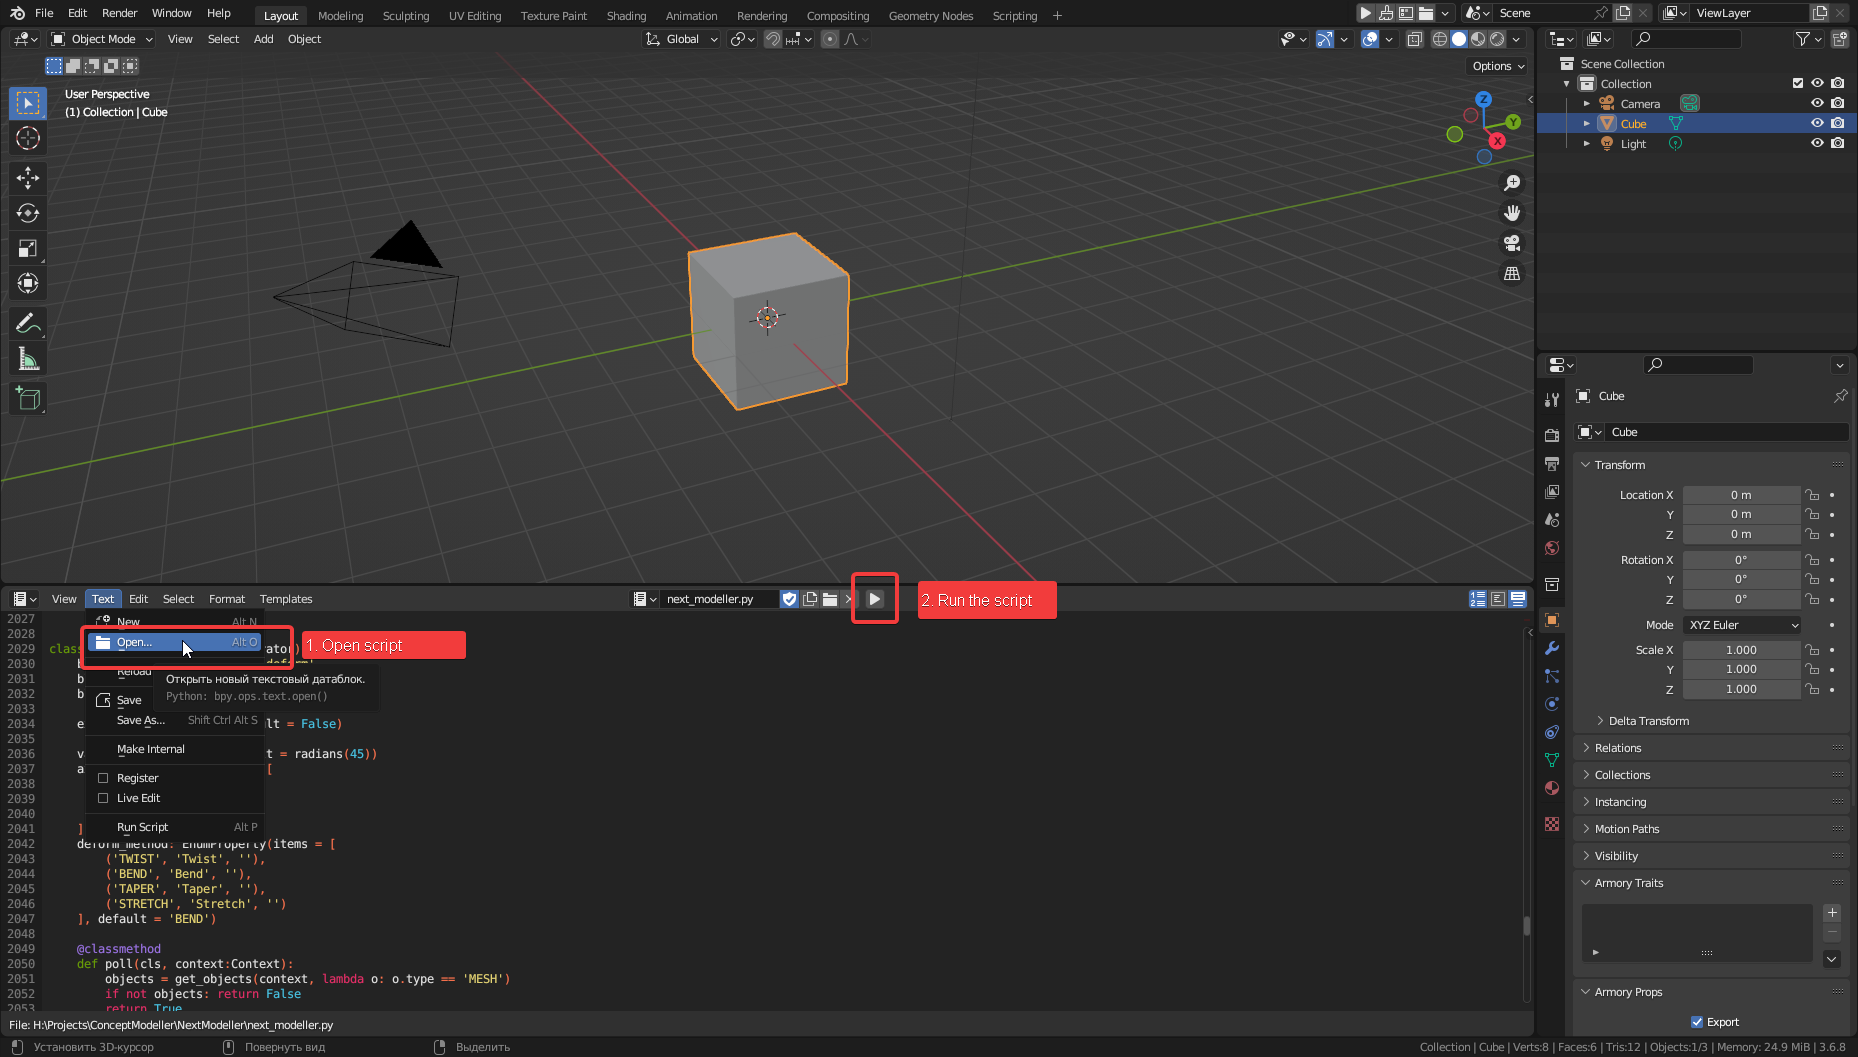 File Edit Render Window Help Layout Modeling Sculpting UV Editing Texture Paint Shading Animation Rendering Compositing Geometry Nodes Scripting + Scene ViewLayer
Object Mode View Select Add Object Global
Options
User Perspective
(1) Collection | Cube
Z
Y
X
Scene Collection
Collection
Camera
Cube
Light
Cube
Cube
Transform
Location X 0 m
Y 0 m
Z 0 m
Rotation X 0°
Y 0°
Z 0°
Mode XYZ Euler
Scale X 1.000
Y 1.000
Z 1.000
Delta Transform
Relations
Collections
Instancing
Motion Paths
Visibility
Armory Traits
Armory Props
Export
View Text Edit Select Format Templates next_modeller.py
2. Run the script
New Alt N
Open... Alt O
1. Open script
Reload
Открыть новый текстовый датаблок.
Python: bpy.ops.text.open()
Save
Save As... Shift Ctrl Alt S
Make Internal
Register
Live Edit
Run Script Alt P
2027
2028
2029 clas ator)
2030 b deform'
2031 b
2032 b
2033
2034 e lt = False)
2035
2036 v t = radians(45))
2037 a [
2038
2039
2040
2041 ]
2042 deform_method: EnumProperty(items = [
2043 ('TWIST', 'Twist', ''),
2044 ('BEND', 'Bend', ''),
2045 ('TAPER', 'Taper', ''),
2046 ('STRETCH', 'Stretch', '')
2047 ], default = 'BEND')
2048
2049 @classmethod
2050 def poll(cls, context:Context):
2051 objects = get_objects(context, lambda o: o.type == 'MESH')
2052 if not objects: return False
2053 return True
File: H:\Projects\ConceptModeller\NextModeller\next_modeller.py
Установить 3D-курсор Повернуть вид Выделить Collection | Cube | Verts:8 | Faces:6 | Tris:12 | Objects:1/3 | Memory: 24.9 MiB | 3.6.8